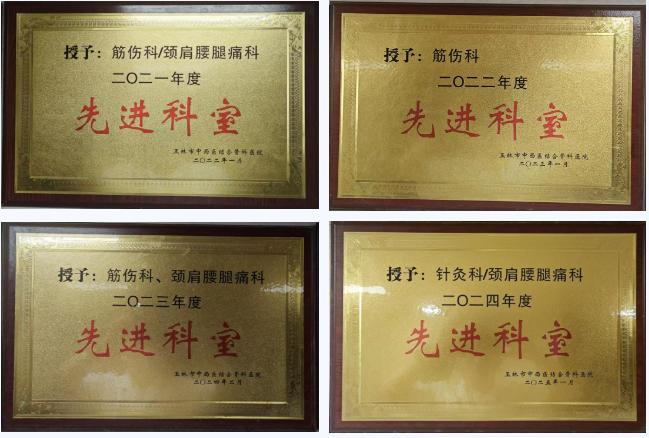 授予：筋伤科/颈肩腰腿痛科
二〇二一年度
先进科室
玉林市中西医结合骨科医院
二〇二二年一月
授予：筋伤科
二〇二二年度
先进科室
玉林市中西医结合骨科医院
二〇二三年一月
授予：筋伤科、颈肩腰腿痛科
二〇二三年度
先进科室
玉林市中西医结合骨科医院
二〇二四年二月
授予：针灸科/颈肩腰腿痛科
二〇二四年度
先进科室
玉林市中西医结合骨科医院
二〇二五年一月